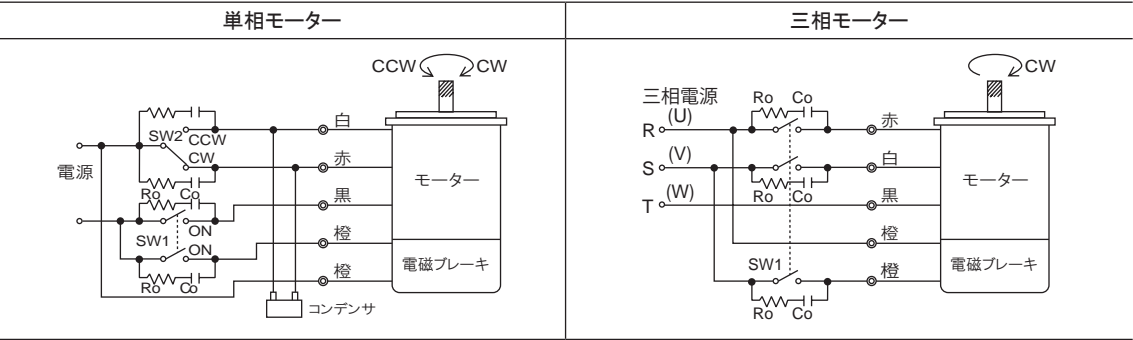 単相モーター
CCW CW
白
SW2 CCW
CW
赤
電源
モーター
Ro Co
黒
ON
SW1
ON
橙
電磁ブレーキ
橙
Ro Co
コンデンサ
三相モーター
CW
三相電源
Ro Co
R (U)
赤
S (V)
白
モーター
Ro Co
T (W)
黒
橙
SW1
電磁ブレーキ
橙
Ro Co